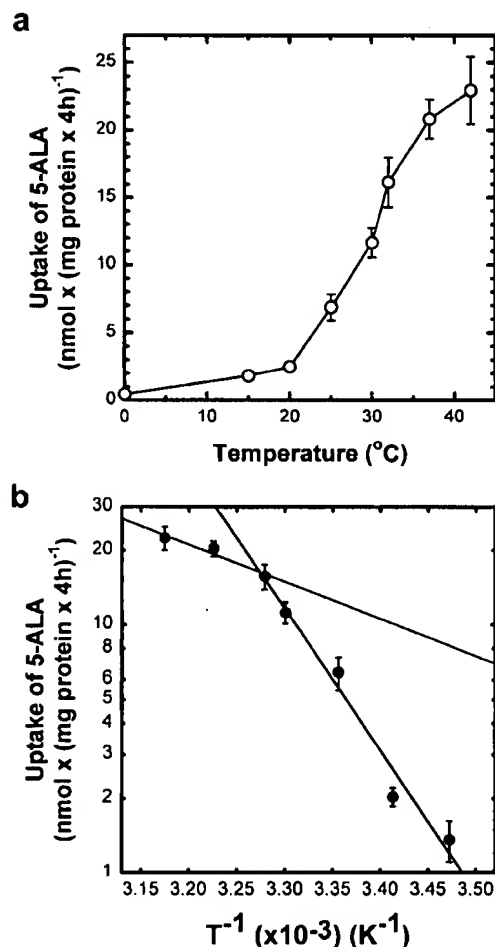 a
Uptake of 5-ALA
(nmol x (mg protein x 4h)⁻¹
25
20
15
10
5
0
0 10 20 30 40
Temperature (°C)
b
Uptake of 5-ALA
(nmol x (mg protein x 4h)⁻¹
30
20
10
8
6
5
4
3
2
1
3.15 3.20 3.25 3.30 3.35 3.40 3.45 3.50
T⁻¹ (x10⁻³) (K⁻¹)